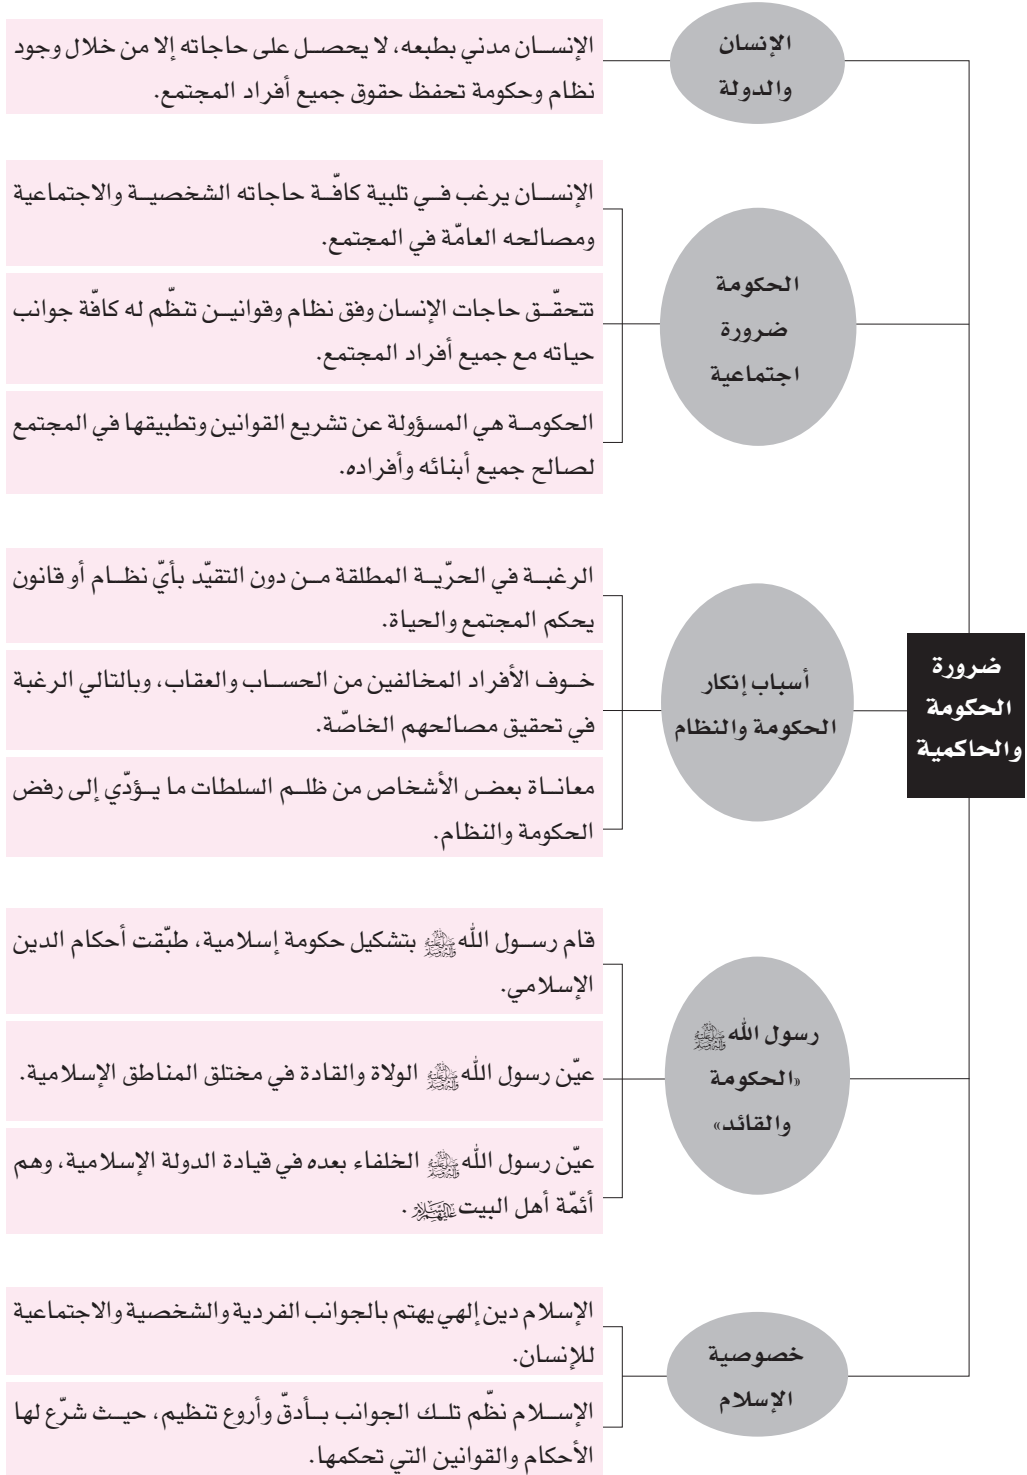 ضرورة
الحكومة
والحاكمية
الإنسان
والدولة
الإنسان مدني بطبعه، لا يحصل على حاجاته إلا من خلال وجود
نظام وحكومة تحفظ حقوق جميع أفراد المجتمع.
الحكومة
ضرورة
اجتماعية
الإنسان يرغب في تلبية كافّة حاجاته الشخصية والاجتماعية
ومصالحه العامّة في المجتمع.
تتحقّق حاجات الإنسان وفق نظام وقوانين تنظّم له كافّة جوانب
حياته مع جميع أفراد المجتمع.
الحكومة هي المسؤولة عن تشريع القوانين وتطبيقها في المجتمع
لصالح جميع أبنائه وأفراده.
أسباب إنكار
الحكومة والنظام
الرغبة في الحرّية المطلقة من دون التقيّد بأيّ نظام أو قانون
يحكم المجتمع والحياة.
خوف الأفراد المخالفين من الحساب والعقاب، وبالتالي الرغبة
في تحقيق مصالحهم الخاصّة.
معاناة بعض الأشخاص من ظلم السلطات ما يؤدّي إلى رفض
الحكومة والنظام.
رسول الله صلى الله عليه وآله وسلم
«الحكومة
والقائد»
قام رسول الله صلى الله عليه وآله وسلم بتشكيل حكومة إسلامية، طبّقت أحكام الدين
الإسلامي.
عيّن رسول الله صلى الله عليه وآله وسلم الولاة والقادة في مختلق المناطق الإسلامية.
عيّن رسول الله صلى الله عليه وآله وسلم الخلفاء بعده في قيادة الدولة الإسلامية، وهم
أئمّة أهل البيت عليهم السلام.
خصوصية
الإسلام
الإسلام دين إلهي يهتم بالجوانب الفردية والشخصية والاجتماعية
للإنسان.
الإسلام نظّم تلك الجوانب بأدقّ وأروع تنظيم، حيث شرّع لها
الأحكام والقوانين التي تحكمها.